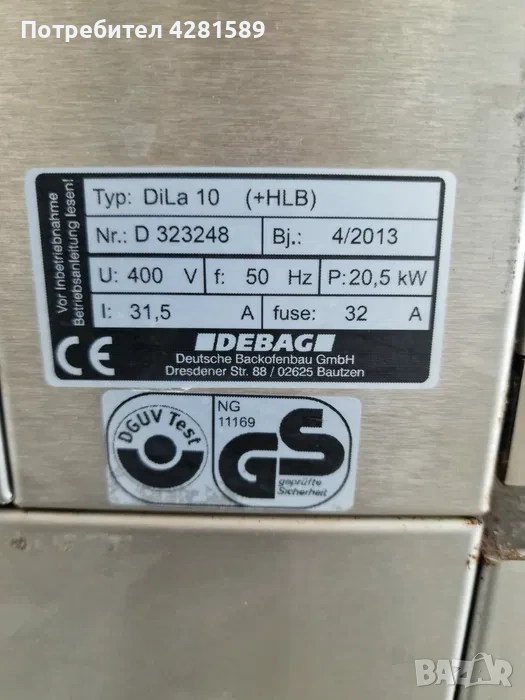 Потребител 4281589
Vor Inbetriebnahme
Betriebsanleitung lesen!
Typ: DiLa 10 (+HLB)
Nr.: D 323248 Bj.: 4/2013
U: 400 V f: 50 Hz P: 20,5 kW
I: 31,5 A fuse: 32 A
CE
DEBAG
Deutsche Backofenbau GmbH
Dresdener Str. 88 / 02625 Bautzen
DGUV Test
NG
11169
GS
geprüfte
Sicherheit
BAZAR